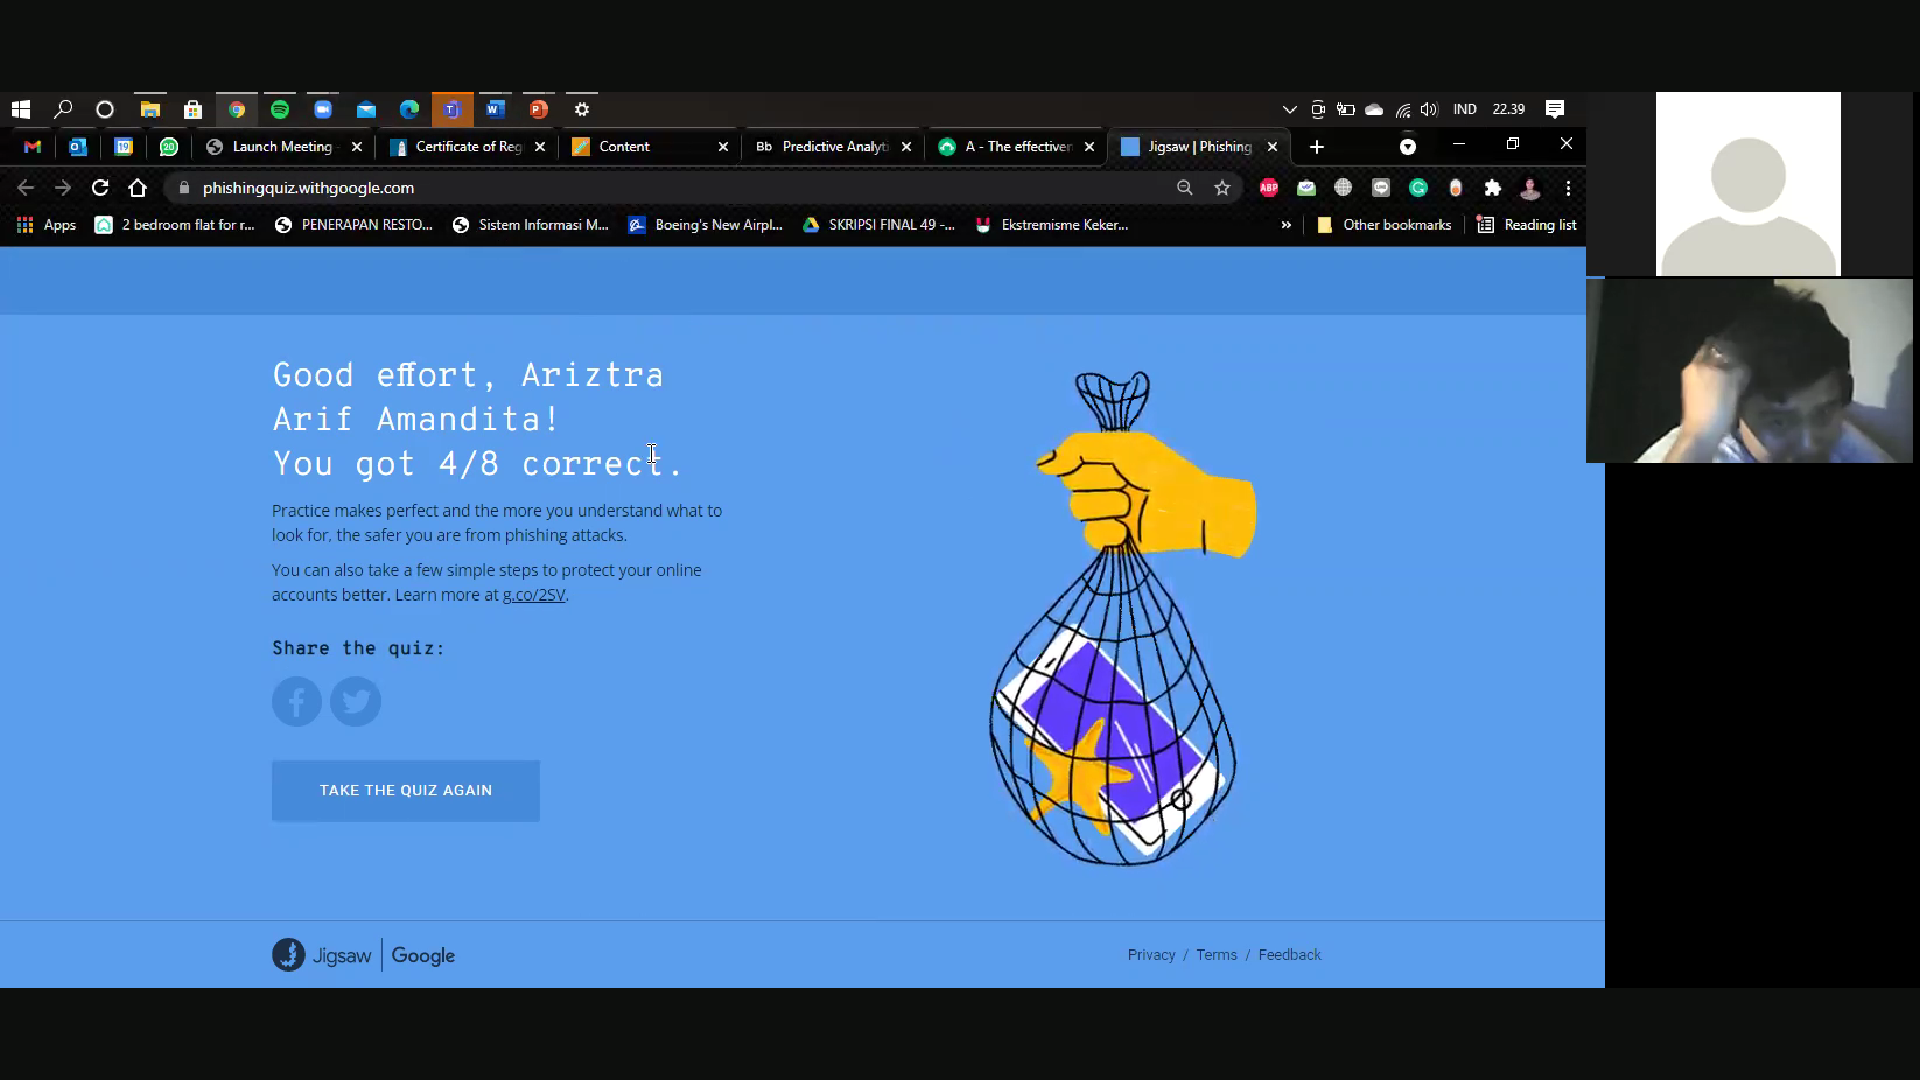 IND 22.39
19 20 Launch Meeting Certificate of Reg Content Bb Predictive Analyti A - The effectiver Jigsaw | Phishing
phishingquiz.withgoogle.com ABP
Apps 2 bedroom flat for r... PENERAPAN RESTO... Sistem Informasi M... Boeing's New Airpl... SKRIPSI FINAL 49 -... Ekstremisme Keker... » Other bookmarks Reading list
Good effort, Ariztra
Arif Amandita!
You got 4/8 correct.
Practice makes perfect and the more you understand what to
look for, the safer you are from phishing attacks.
You can also take a few simple steps to protect your online
accounts better. Learn more at g.co/2SV.
Share the quiz:
TAKE THE QUIZ AGAIN
Jigsaw | Google
Privacy / Terms / Feedback